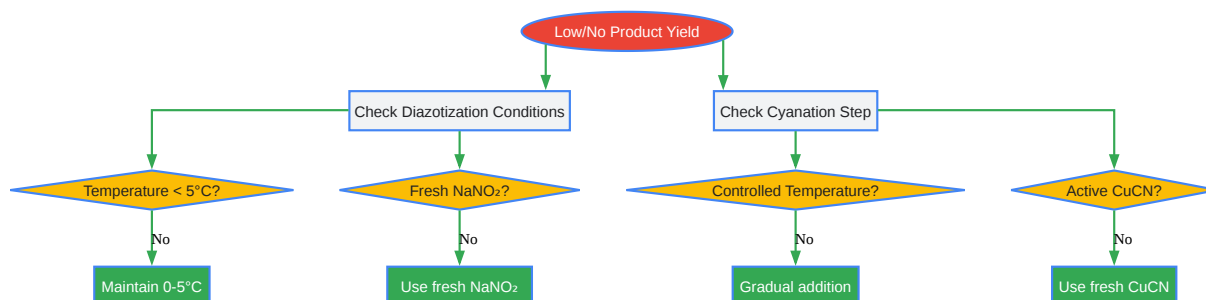 Low/No Product Yield
Check Diazotization Conditions
Check Cyanation Step
Temperature < 5°C?
Fresh NaNO₂?
Controlled Temperature?
Active CuCN?
No
No
No
No
Maintain 0-5°C
Use fresh NaNO₂
Gradual addition
Use fresh CuCN